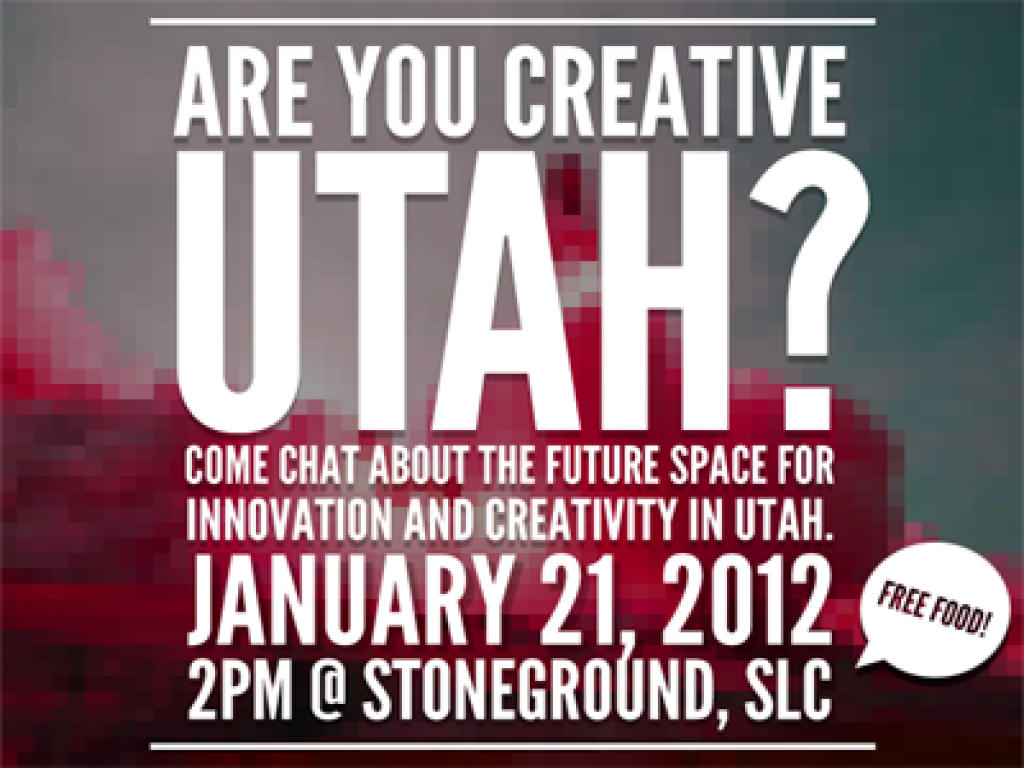 ARE YOU CREATIVE
UTAH?
COME CHAT ABOUT THE FUTURE SPACE FOR
INNOVATION AND CREATIVITY IN UTAH.
JANUARY 21, 2012
FREE FOOD!
2PM @ STONEGROUND, SLC